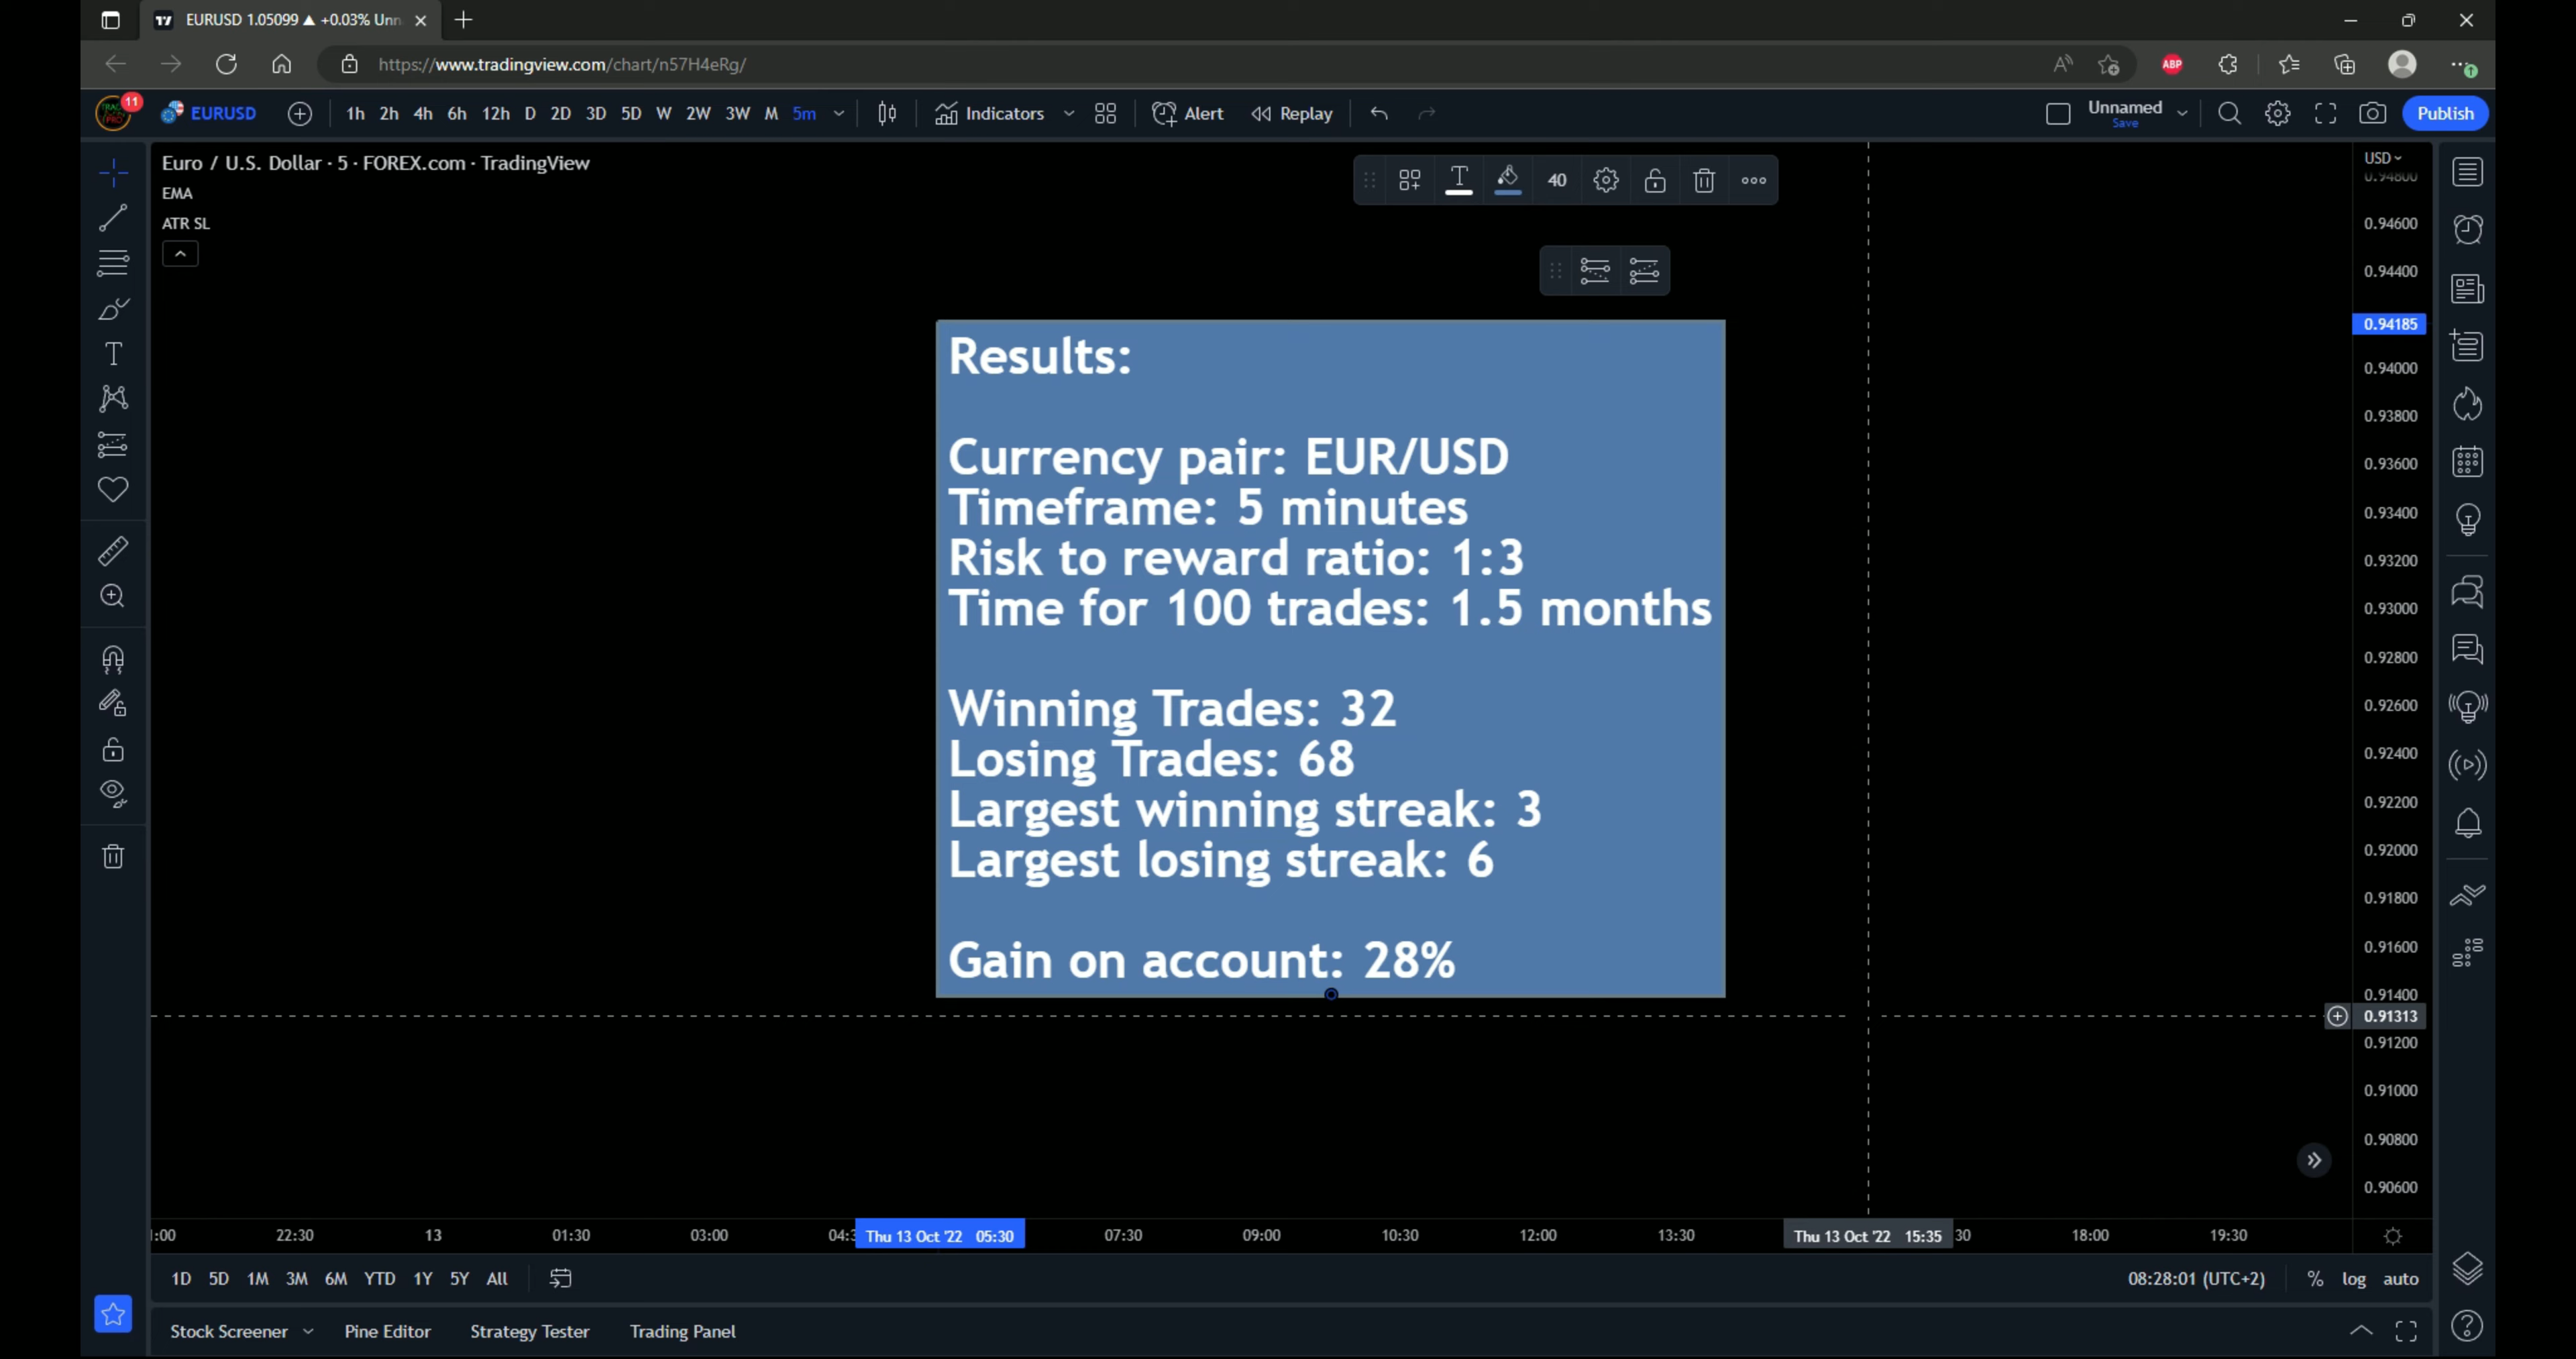 EURUSD 1.05099 ▲ +0.03% Unn
https://www.tradingview.com/chart/n57H4eRg/
ABP
11
EURUSD
1h 2h 4h 6h 12h D 2D 3D 5D W 2W 3W M 5m
Indicators
Alert
Replay
Unnamed
Save
Publish
Euro / U.S. Dollar · 5 · FOREX.com · TradingView
EMA
ATR SL
40
USD
0.94800
0.94600
0.94400
0.94185
0.94000
0.93800
0.93600
0.93400
0.93200
0.93000
0.92800
0.92600
0.92400
0.92200
0.92000
0.91800
0.91600
0.91400
0.91313
0.91200
0.91000
0.90800
0.90600
Results:
Currency pair: EUR/USD
Timeframe: 5 minutes
Risk to reward ratio: 1:3
Time for 100 trades: 1.5 months
Winning Trades: 32
Losing Trades: 68
Largest winning streak: 3
Largest losing streak: 6
Gain on account: 28%
:00 22:30 13 01:30 03:00 04:3 Thu 13 Oct '22 05:30 07:30 09:00 10:30 12:00 13:30 Thu 13 Oct '22 15:35 30 18:00 19:30
1D 5D 1M 3M 6M YTD 1Y 5Y All
08:28:01 (UTC+2) % log auto
Stock Screener Pine Editor Strategy Tester Trading Panel